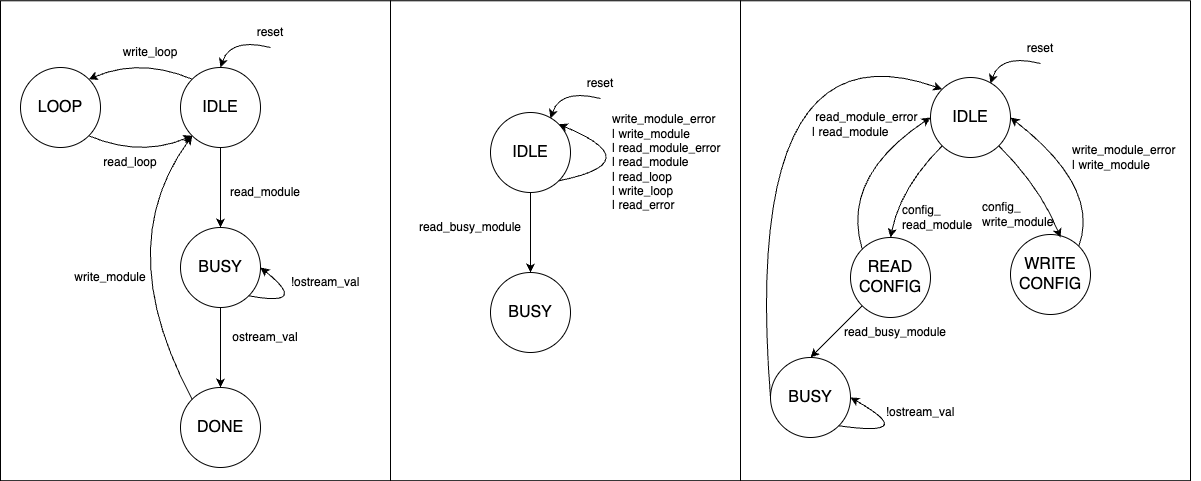 reset
write_loop
LOOP
IDLE
read_loop
read_module
BUSY
write_module
!ostream_val
ostream_val
DONE
reset
write_module_error
| write_module
| read_module_error
| read_module
| read_loop
| write_loop
| read_error
IDLE
read_busy_module
BUSY
reset
read_module_error
| read_module
IDLE
write_module_error
| write_module
config_
read_module
config_
write_module
READ
CONFIG
WRITE
CONFIG
read_busy_module
BUSY
!ostream_val